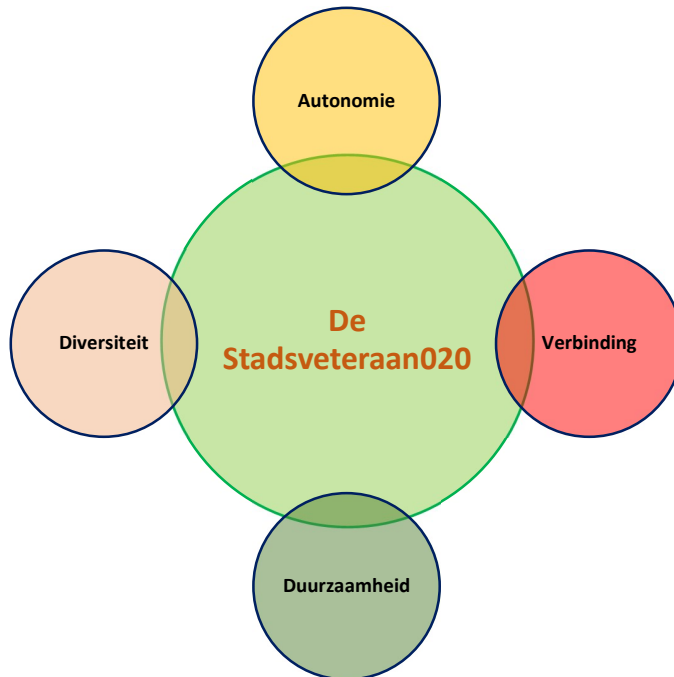 Autonomie
De
Stadsveteraan020
Diversiteit
Verbinding
Duurzaamheid